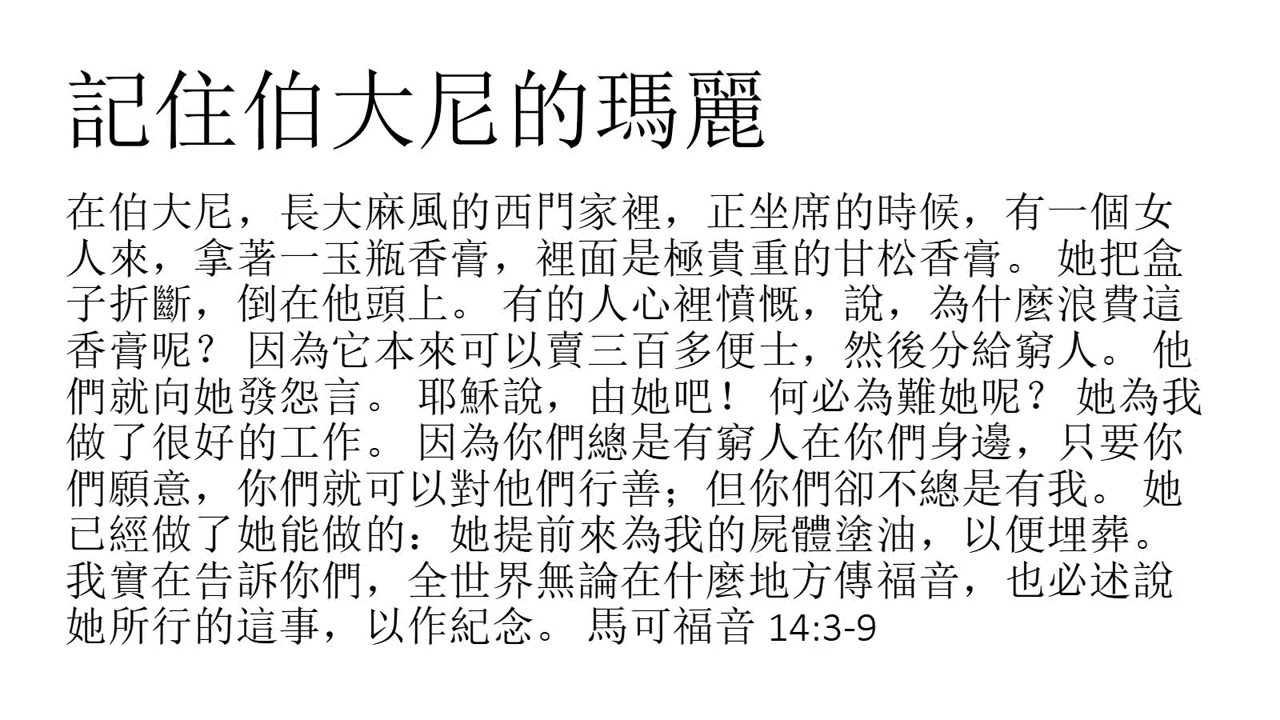 記住伯大尼的瑪麗
在伯大尼，長大麻風的西門家裡，正坐席的時候，有一個女
人來，拿著一玉瓶香膏，裡面是極貴重的甘松香膏。 她把盒
子折斷，倒在他頭上。 有的人心裡憤慨，說，為什麼浪費這
香膏呢？ 因為它本來可以賣三百多便士，然後分給窮人。 他
們就向她發怨言。 耶穌說，由她吧！ 何必為難她呢？ 她為我
做了很好的工作。 因為你們總是有窮人在你們身邊，只要你
們願意，你們就可以對他們行善；但你們卻不總是有我。 她
已經做了她能做的：她提前來為我的屍體塗油，以便埋葬。
我實在告訴你們，全世界無論在什麼地方傳福音，也必述說
她所行的這事，以作紀念。 馬可福音 14:3-9